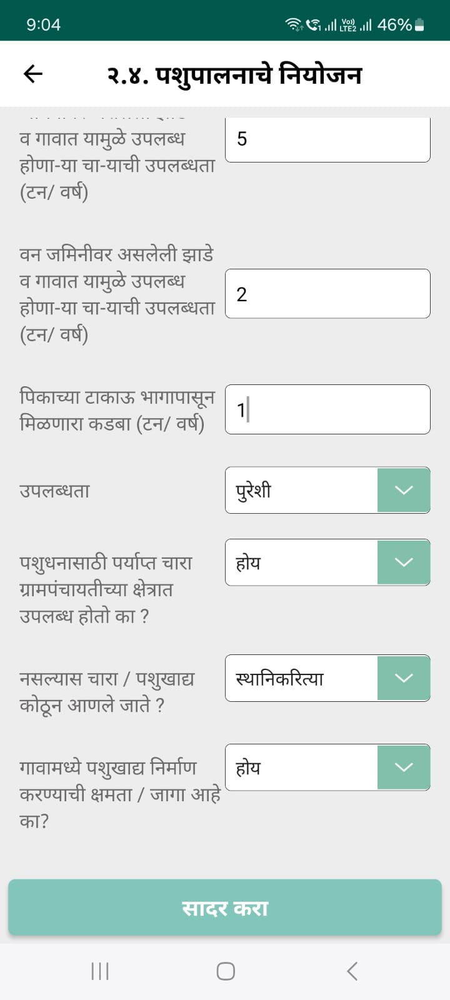 9:04
Vo)) LTE2 46%
२.४. पशुपालनाचे नियोजन
व गावात यामुळे उपलब्ध
होणा-या चा-याची उपलब्धता
(टन/ वर्ष)
5
वन जमिनीवर असलेली झाडे
व गावात यामुळे उपलब्ध
होणा-या चा-याची उपलब्धता
(टन/ वर्ष)
2
पिकाच्या टाकाऊ भागापासून
मिळणारा कडबा (टन/ वर्ष)
1
उपलब्धता
पुरेशी
पशुधनासाठी पर्याप्त चारा
ग्रामपंचायतीच्या क्षेत्रात
उपलब्ध होतो का ?
होय
नसल्यास चारा / पशुखाद्य
कोठून आणले जाते ?
स्थानिकरित्या
गावामध्ये पशुखाद्य निर्माण
करण्याची क्षमता / जागा आहे
का?
होय
सादर करा